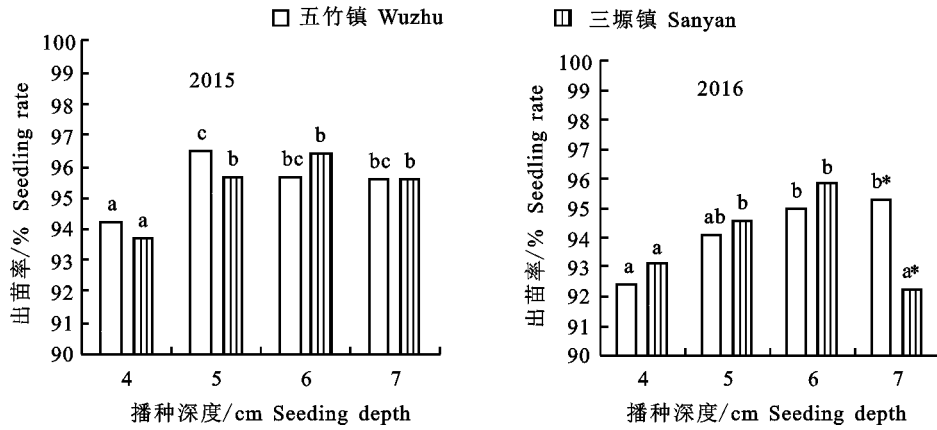 五竹镇 Wuzhu 三塬镇 Sanyan
2015
出苗率/% Seedling rate
100
99
98
97
96
95
94
93
92
91
90
a a c b bc b bc b
4 5 6 7
播种深度/cm Seeding depth
2016
出苗率/% Seedling rate
100
99
98
97
96
95
94
93
92
91
90
a a ab b b b b* a*
4 5 6 7
播种深度/cm Seeding depth